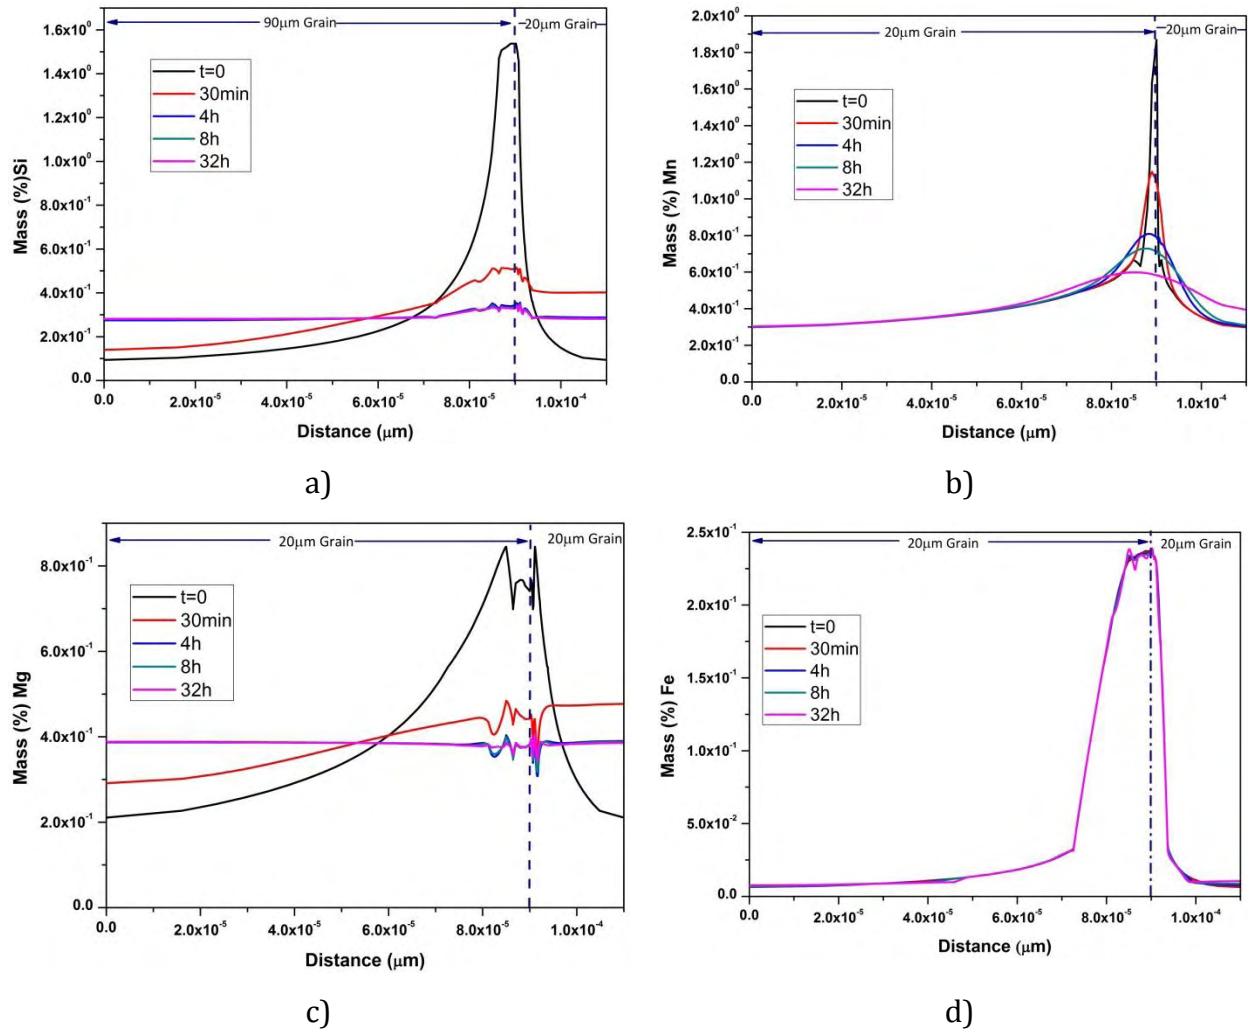 90μm Grain
20μm Grain
1.6x10⁰
1.4x10⁰
1.2x10⁰
1.0x10⁰
8.0x10⁻¹
6.0x10⁻¹
4.0x10⁻¹
2.0x10⁻¹
0.0
Mass (%)Si
t=0
30min
4h
8h
32h
0.0
2.0x10⁻⁵
4.0x10⁻⁵
6.0x10⁻⁵
8.0x10⁻⁵
1.0x10⁻⁴
Distance (μm)
a)
20μm Grain
20μm Grain
2.0x10⁰
1.8x10⁰
1.6x10⁰
1.4x10⁰
1.2x10⁰
1.0x10⁰
8.0x10⁻¹
6.0x10⁻¹
4.0x10⁻¹
2.0x10⁻¹
0.0
Mass (%) Mn
t=0
30min
4h
8h
32h
0.0
2.0x10⁻⁵
4.0x10⁻⁵
6.0x10⁻⁵
8.0x10⁻⁵
1.0x10⁻⁴
Distance (μm)
b)
20μm Grain
20μm Grain
8.0x10⁻¹
6.0x10⁻¹
4.0x10⁻¹
2.0x10⁻¹
0.0
Mass (%) Mg
t=0
30min
4h
8h
32h
0.0
2.0x10⁻⁵
4.0x10⁻⁵
6.0x10⁻⁵
8.0x10⁻⁵
1.0x10⁻⁴
Distance (μm)
c)
20μm Grain
20μm Grain
2.5x10⁻¹
2.0x10⁻¹
1.5x10⁻¹
1.0x10⁻¹
5.0x10⁻²
0.0
Mass (%) Fe
t=0
30min
4h
8h
32h
0.0
2.0x10⁻⁵
4.0x10⁻⁵
6.0x10⁻⁵
8.0x10⁻⁵
1.0x10⁻⁴
Distance (μm)
d)